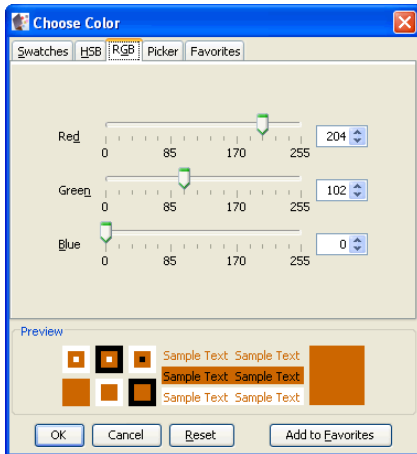 Choose Color
Swatches HSB RGB Picker Favorites
Red 204
0 85 170 255
Green 102
0 85 170 255
Blue 0
0 85 170 255
Preview
Sample Text Sample Text
Sample Text Sample Text
Sample Text Sample Text
OK Cancel Reset Add to Favorites